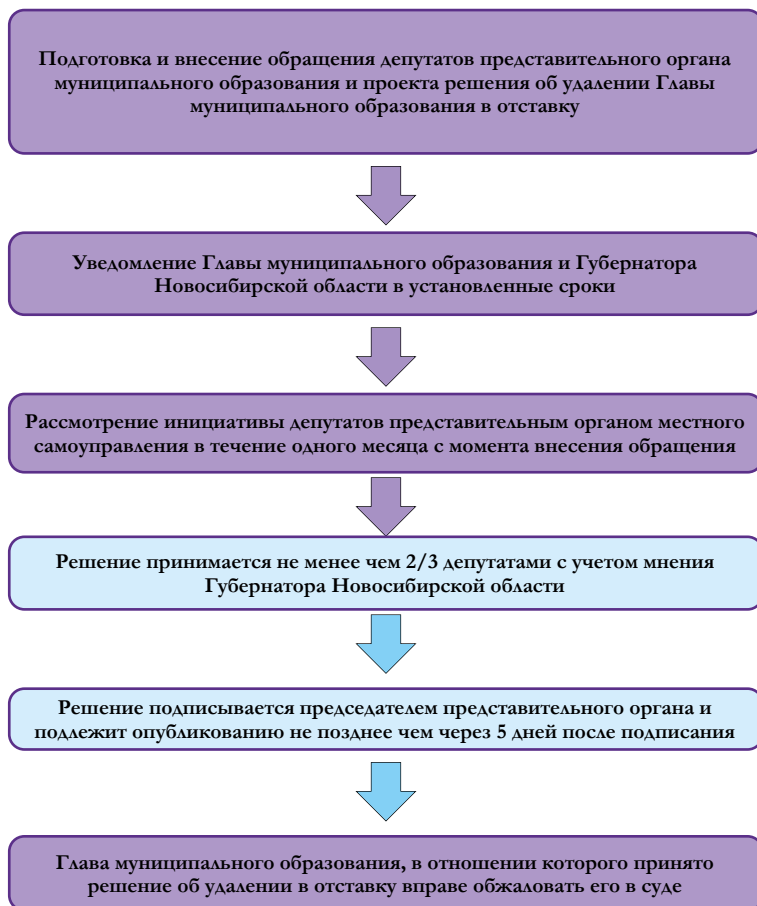 Подготовка и внесение обращения депутатов представительного органа
муниципального образования и проекта решения об удалении Главы
муниципального образования в отставку
Уведомление Главы муниципального образования и Губернатора
Новосибирской области в установленные сроки
Рассмотрение инициативы депутатов представительным органом местного
самоуправления в течение одного месяца с момента внесения обращения
Решение принимается не менее чем 2/3 депутатами с учетом мнения
Губернатора Новосибирской области
Решение подписывается председателем представительного органа и
подлежит опубликованию не позднее чем через 5 дней после подписания
Глава муниципального образования, в отношении которого принято
решение об удалении в отставку вправе обжаловать его в суде